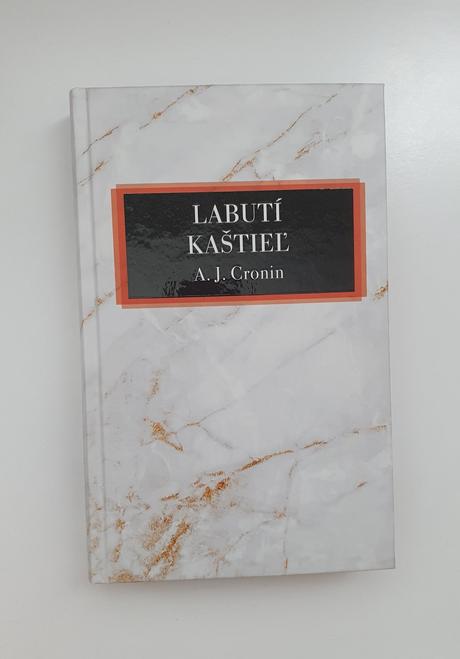 LABUTÍ
KAŠTIEĽ
A. J. Cronin